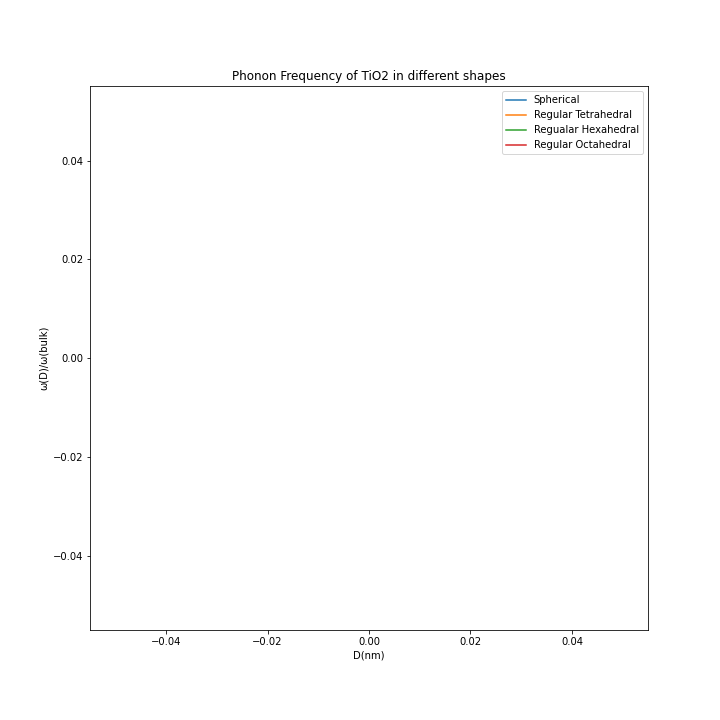 Phonon Frequency of TiO2 in different shapes
Spherical
Regular Tetrahedral
Regualar Hexahedral
Regular Octahedral
0.04
0.02
0.00
−0.02
−0.04
ω(D)/ω(bulk)
−0.04
−0.02
0.00
0.02
0.04
D(nm)